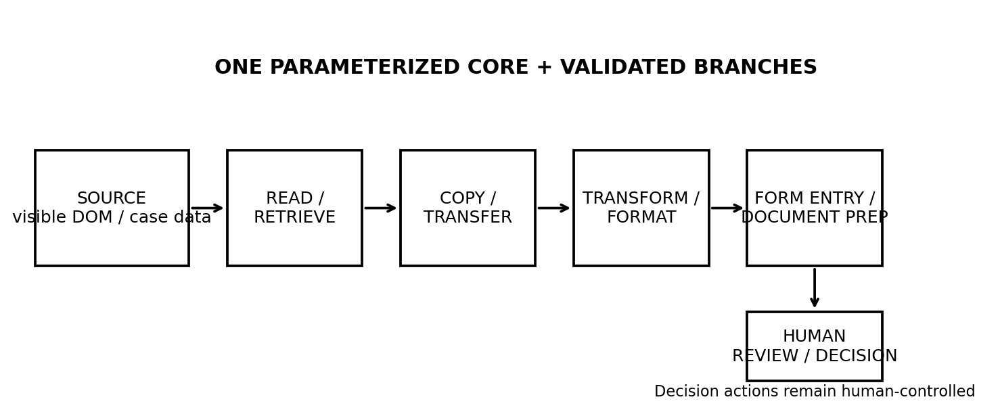 ONE PARAMETERIZED CORE + VALIDATED BRANCHES
SOURCE
visible DOM / case data
READ /
RETRIEVE
COPY /
TRANSFER
TRANSFORM /
FORMAT
FORM ENTRY /
DOCUMENT PREP
HUMAN
REVIEW / DECISION
Decision actions remain human-controlled